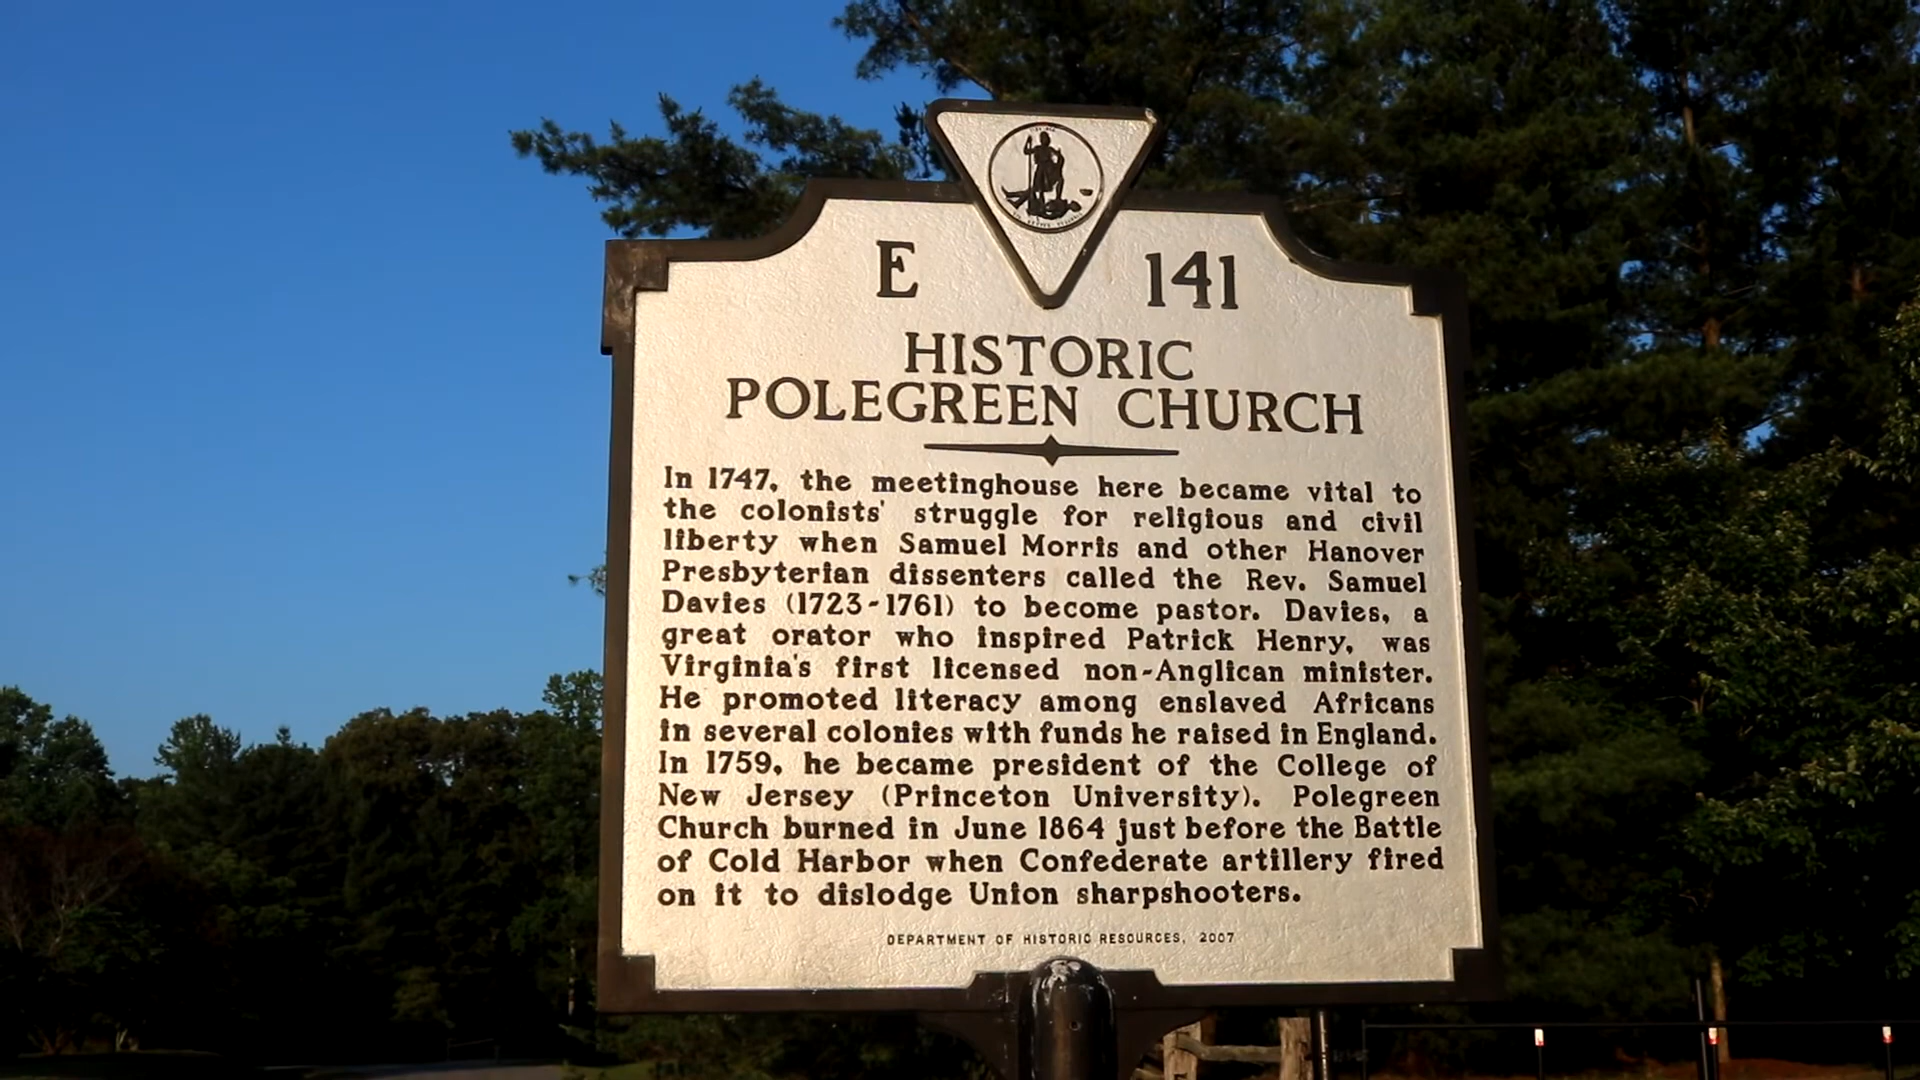 E 141
HISTORIC
POLEGREEN CHURCH
In 1747, the meetinghouse here became vital to
the colonists' struggle for religious and civil
liberty when Samuel Morris and other Hanover
Presbyterian dissenters called the Rev. Samuel
Davies (1723-1761) to become pastor. Davies, a
great orator who inspired Patrick Henry, was
Virginia's first licensed non-Anglican minister.
He promoted literacy among enslaved Africans
in several colonies with funds he raised in England.
In 1759, he became president of the College of
New Jersey (Princeton University). Polegreen
Church burned in June 1864 just before the Battle
of Cold Harbor when Confederate artillery fired
on it to dislodge Union sharpshooters.
DEPARTMENT OF HISTORIC RESOURCES, 2007